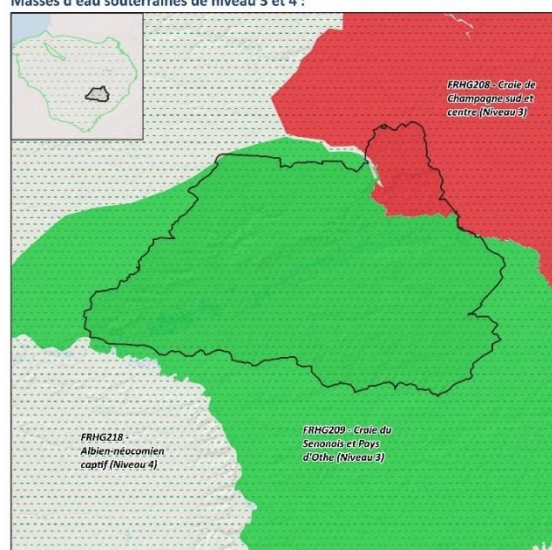 Masses d'eau souterraines de niveau 3 et 4 :
FRHG208 - Craie de
Champagne sud et
centre (Niveau 3)
FRHG218 -
Albien-néocomien
captif (Niveau 4)
FRHG209 - Craie du
Senonais et Pays
d'Othe (Niveau 3)